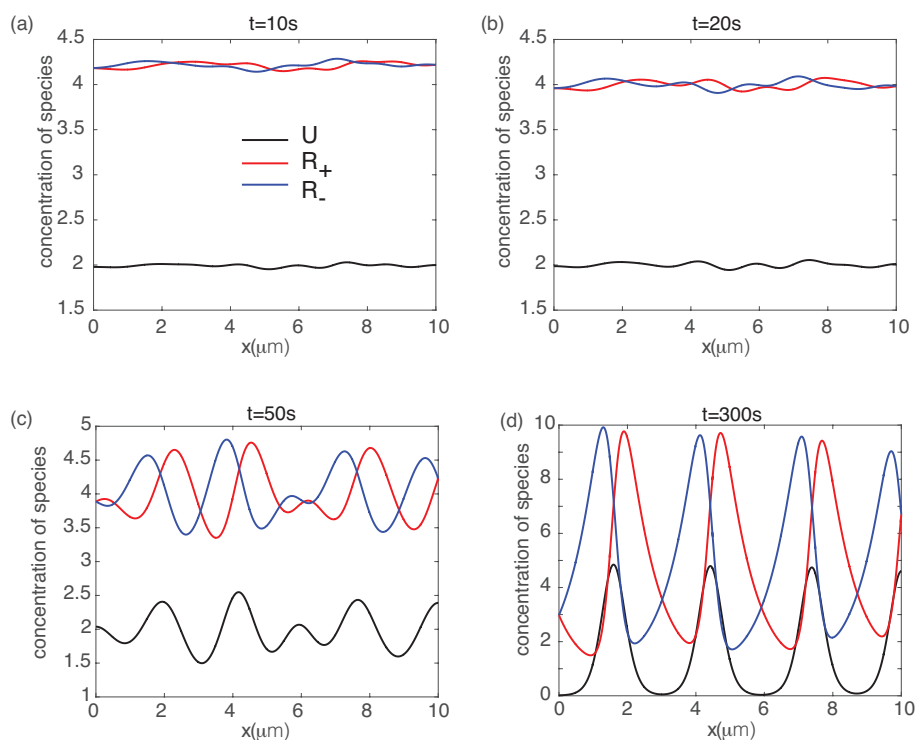 (a) t=10s
4.5
4
3.5
3
2.5
2
1.5
concentration of species
U
R+
R-
0 2 4 6 8 10
x(μm)
(b) t=20s
4.5
4
3.5
3
2.5
2
1.5
concentration of species
0 2 4 6 8 10
x(μm)
(c) t=50s
5
4.5
4
3.5
3
2.5
2
1.5
1
concentration of species
0 2 4 6 8 10
x(μm)
(d) t=300s
10
8
6
4
2
0
concentration of species
0 2 4 6 8 10
x(μm)